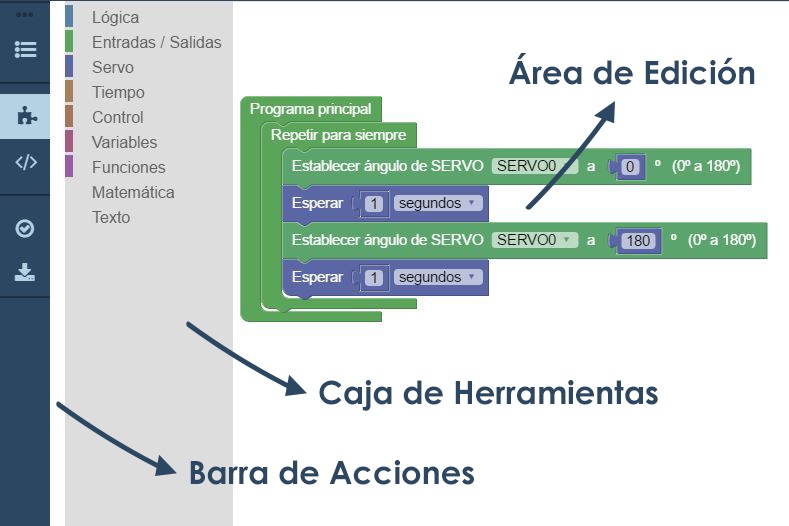 Lógica
Entradas / Salidas
Servo
Tiempo
Control
Variables
Funciones
Matemática
Texto
Área de Edición
Programa principal
Repetir para siempre
Establecer ángulo de SERVO SERVO0 a 0 º (0º a 180º)
Esperar 1 segundos
Establecer ángulo de SERVO SERVO0 a 180 º (0º a 180º)
Esperar 1 segundos
Caja de Herramientas
Barra de Acciones